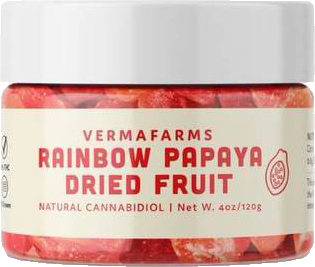 VERMAFARMS
RAINBOW PAPAYA
DRIED FRUIT
NATURAL CANNABIDIOL | NET W. 4oz/120g